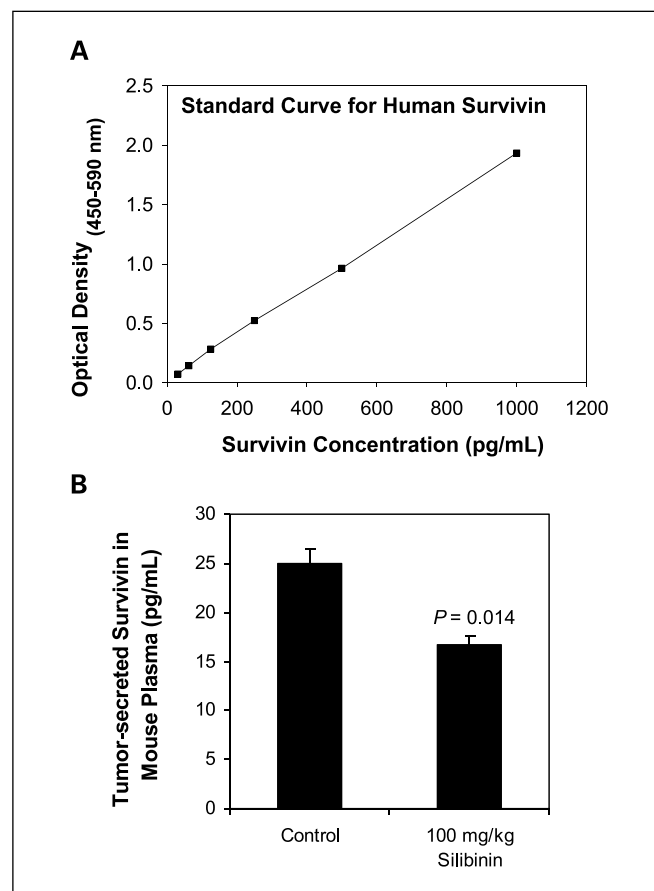 A
Standard Curve for Human Survivin
Optical Density (450-590 nm)
2.5
2.0
1.5
1.0
0.5
0.0
0 200 400 600 800 1000 1200
Survivin Concentration (pg/mL)
B
Tumor-secreted Survivin in
Mouse Plasma (pg/mL)
30
25
20
15
10
5
0
P = 0.014
Control 100 mg/kg
Silibinin